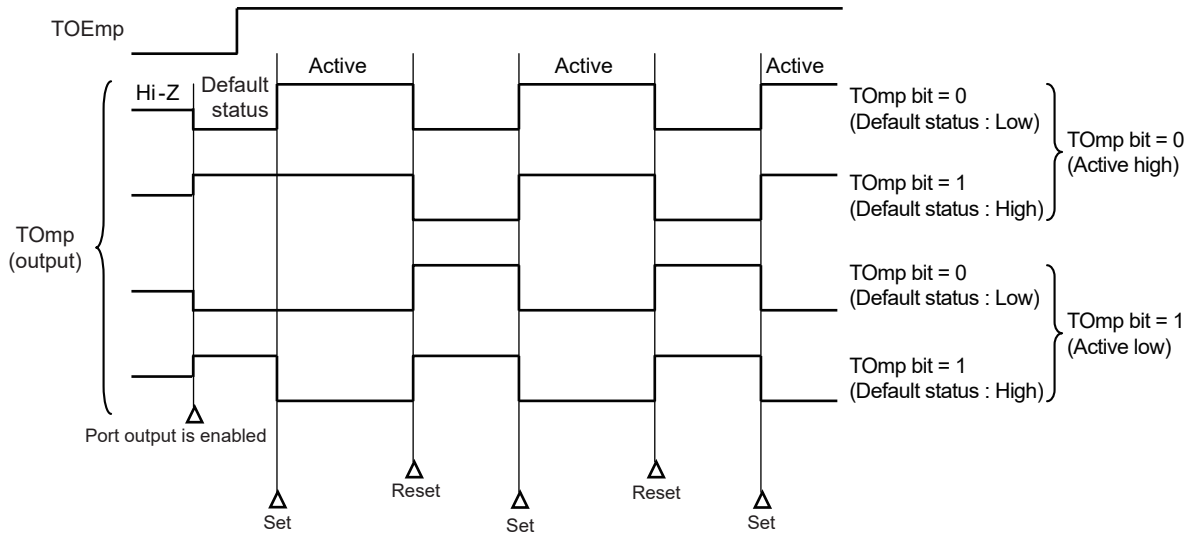 TOEmp
Active
Active
Active
Hi-Z
Default
status
TOmp bit = 0
(Default status : Low)
TOmp bit = 0
(Active high)
TOmp bit = 1
(Default status : High)
TOmp
(output)
TOmp bit = 0
(Default status : Low)
TOmp bit = 1
(Active low)
TOmp bit = 1
(Default status : High)
Port output is enabled
Reset
Reset
Set
Set
Set